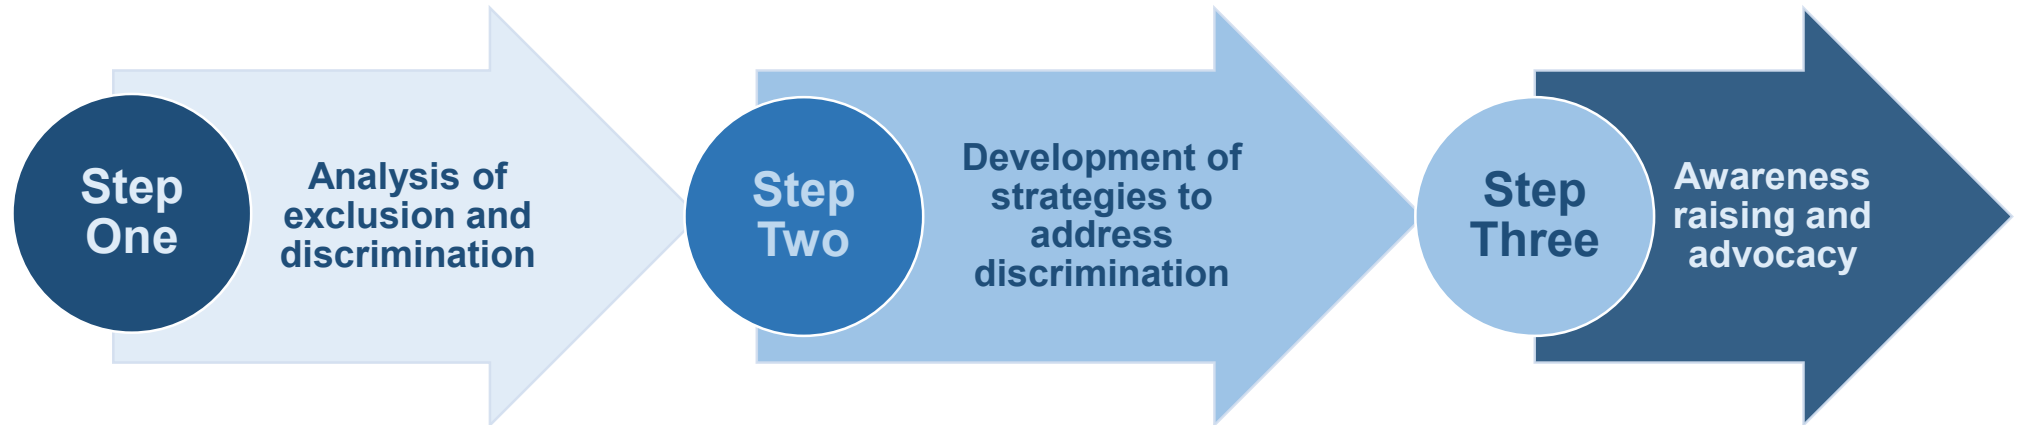 Step
One
Analysis of
exclusion and
discrimination
Step
Two
Development of
strategies to
address
discrimination
Step
Three
Awareness
raising and
advocacy